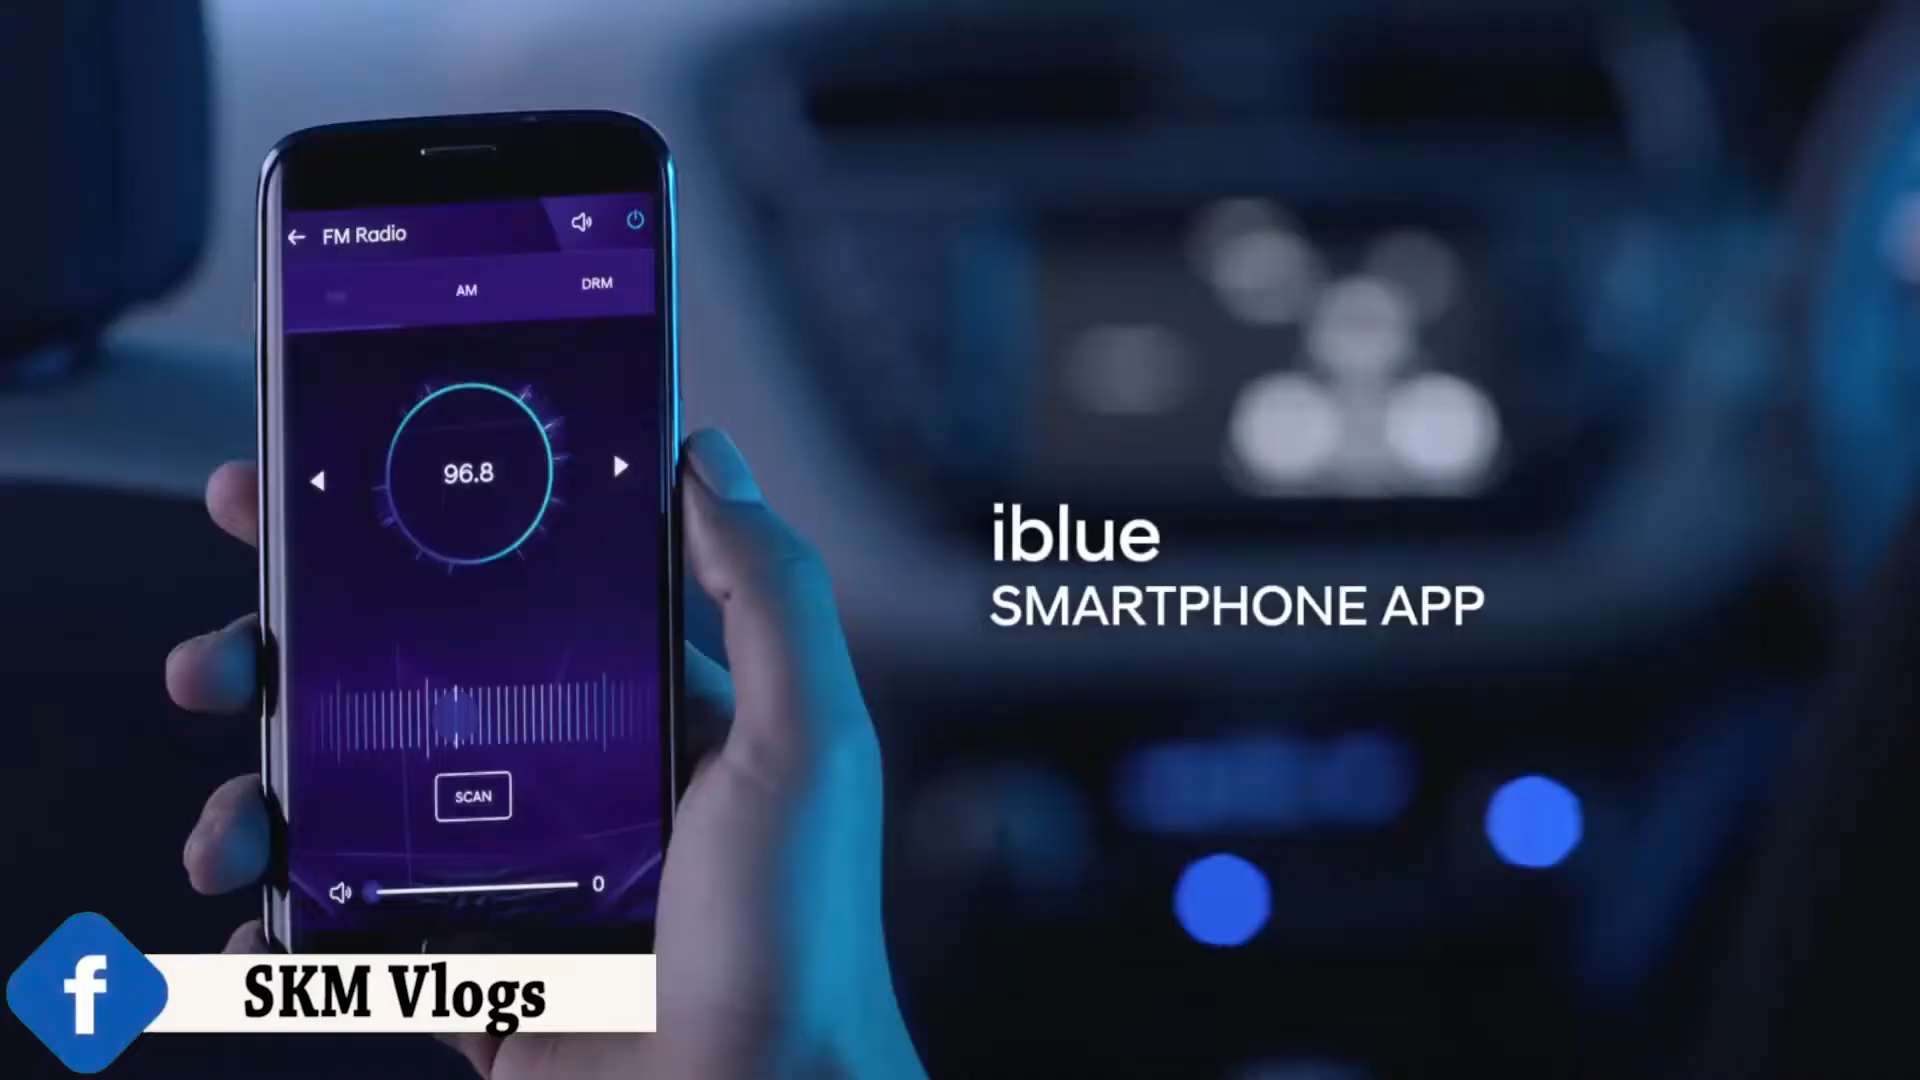 FM Radio
AM
DRM
96.8
SCAN
0
iblue
SMARTPHONE APP
f
SKM Vlogs